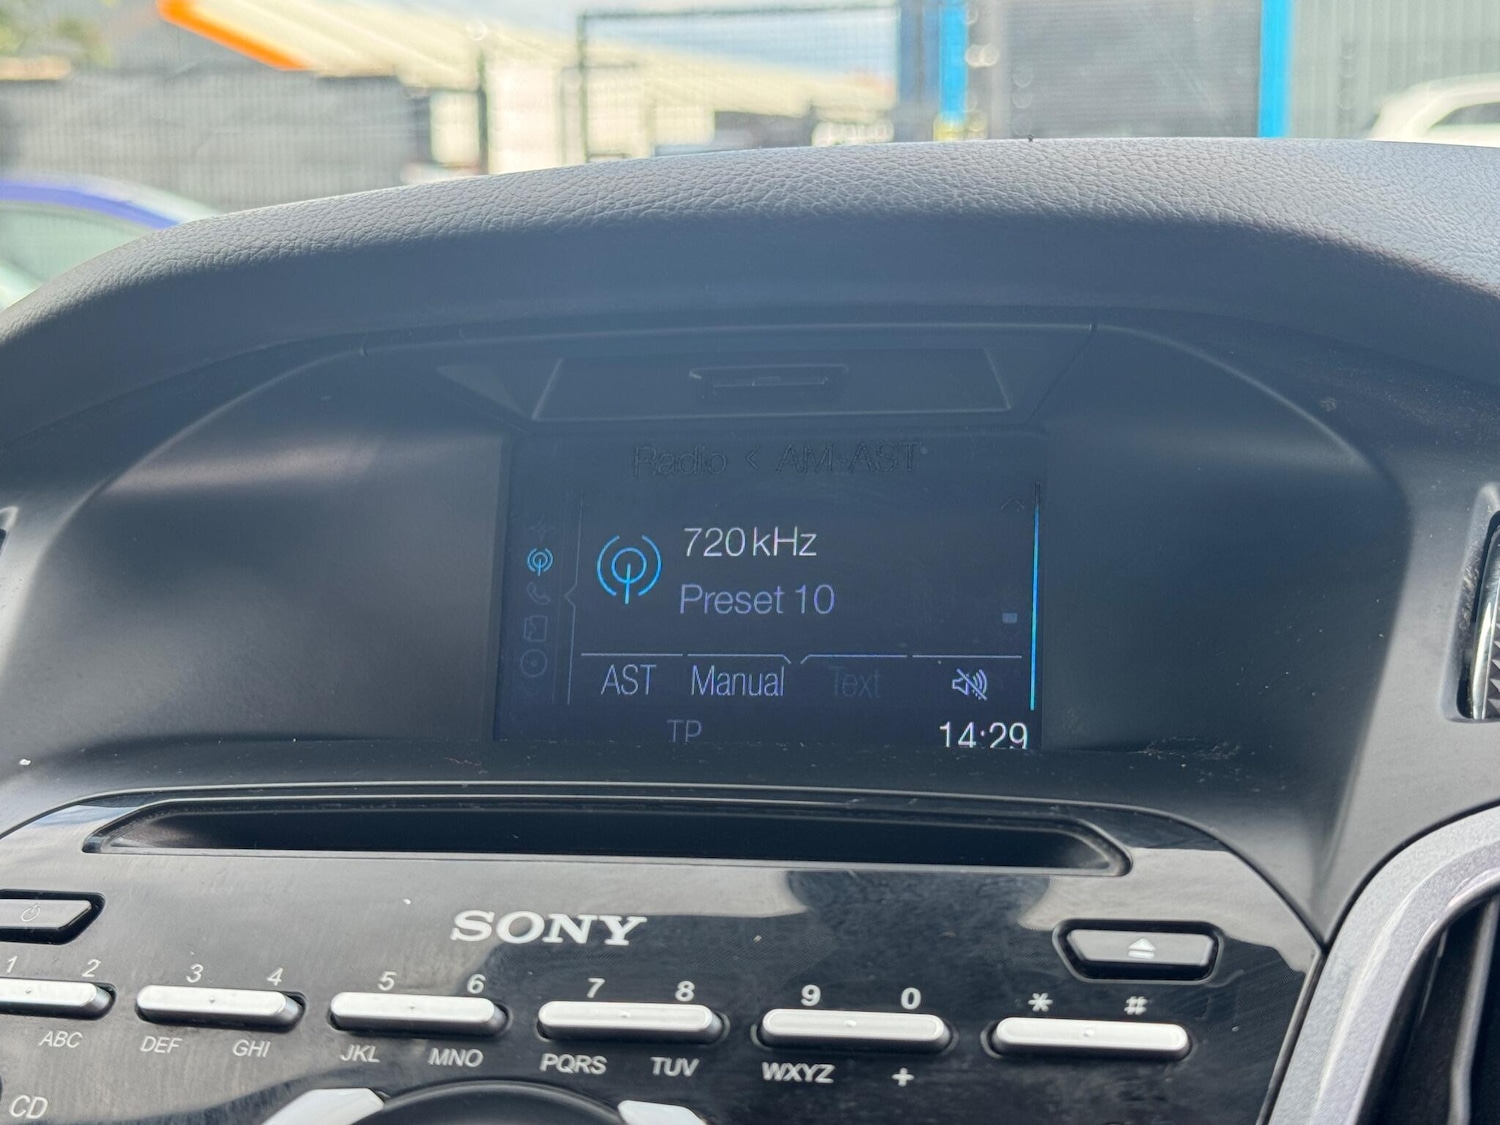 Radio < AM-AST
720 kHz
Preset 10
AST Manual Text
TP 14:29
SONY
1 2 3 4 5 6 7 8 9 0 * #
ABC DEF GHI JKL MNO PQRS TUV WXYZ +
CD